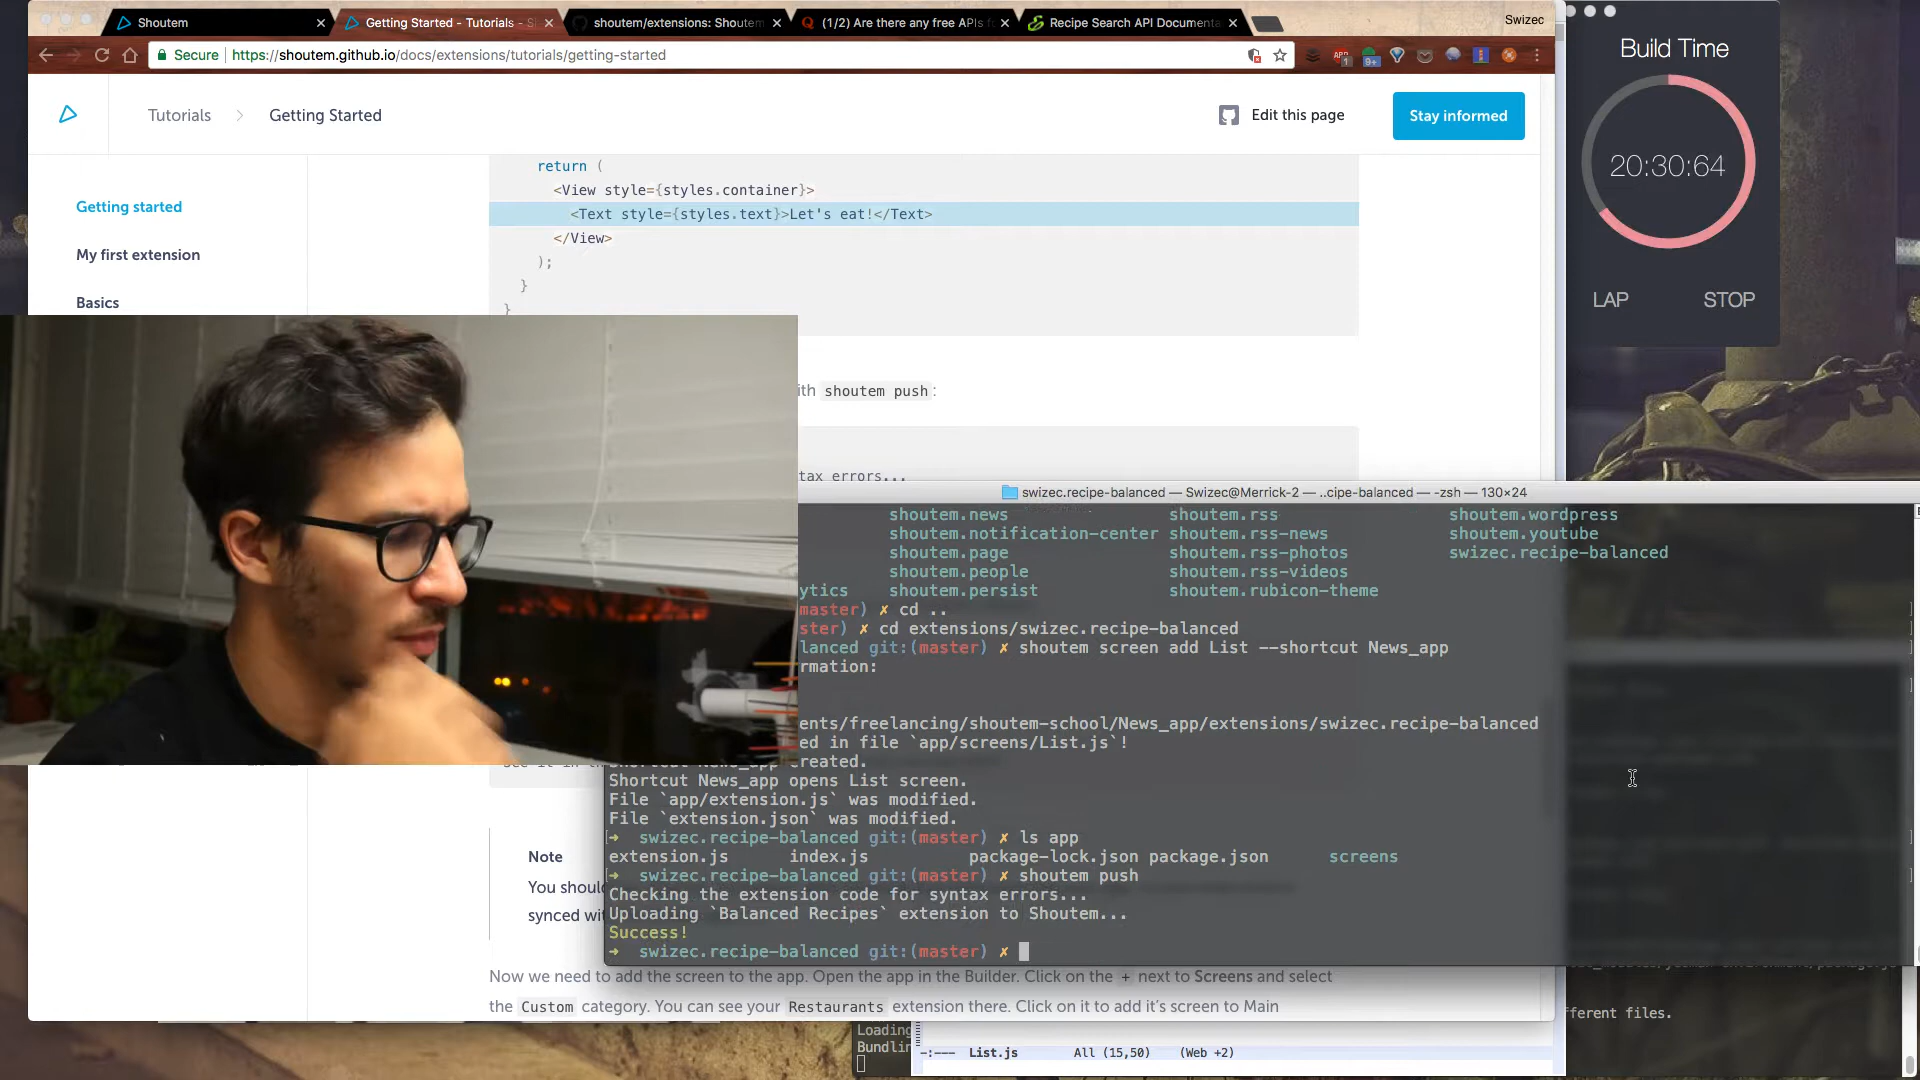 Shoutem
Getting Started - Tutorials - S
shoutem/extensions: Shoutem
(1/2) Are there any free APIs f
Recipe Search API Documenta
Swizec
Secure
https://shoutem.github.io/docs/extensions/tutorials/getting-started
Build Time
20:30:64
LAP
STOP
Tutorials
Getting Started
Edit this page
Stay informed
Getting started
My first extension
Basics
return (
<View style={styles.container}>
<Text style={styles.text}>Let's eat!</Text>
</View>
);
}
}
ith shoutem push:
tax errors...
swizec.recipe-balanced — Swizec@Merrick-2 — ..cipe-balanced — -zsh — 130×24
shoutem.news shoutem.rss shoutem.wordpress
shoutem.notification-center shoutem.rss-news shoutem.youtube
shoutem.page shoutem.rss-photos swizec.recipe-balanced
shoutem.people shoutem.rss-videos
ytics shoutem.persist shoutem.rubicon-theme
master) ✗ cd ..
ster) ✗ cd extensions/swizec.recipe-balanced
lanced git:(master) ✗ shoutem screen add List --shortcut News_app
rmation:
ents/freelancing/shoutem-school/News_app/extensions/swizec.recipe-balanced
ed in file `app/screens/List.js`!
Shortcut News_app created.
Shortcut News_app opens List screen.
File `app/extension.js` was modified.
File `extension.json` was modified.
➜ swizec.recipe-balanced git:(master) ✗ ls app
extension.js index.js package-lock.json package.json screens
➜ swizec.recipe-balanced git:(master) ✗ shoutem push
Checking the extension code for syntax errors...
Uploading `Balanced Recipes` extension to Shoutem...
Success!
➜ swizec.recipe-balanced git:(master) ✗
Note
You shou
synced wi
Now we need to add the screen to the app. Open the app in the Builder. Click on the + next to Screens and select
the Custom category. You can see your Restaurants extension there. Click on it to add it's screen to Main
fferent files.
Loading
Bundlin
-:--- List.js All (15,50) (Web +2)